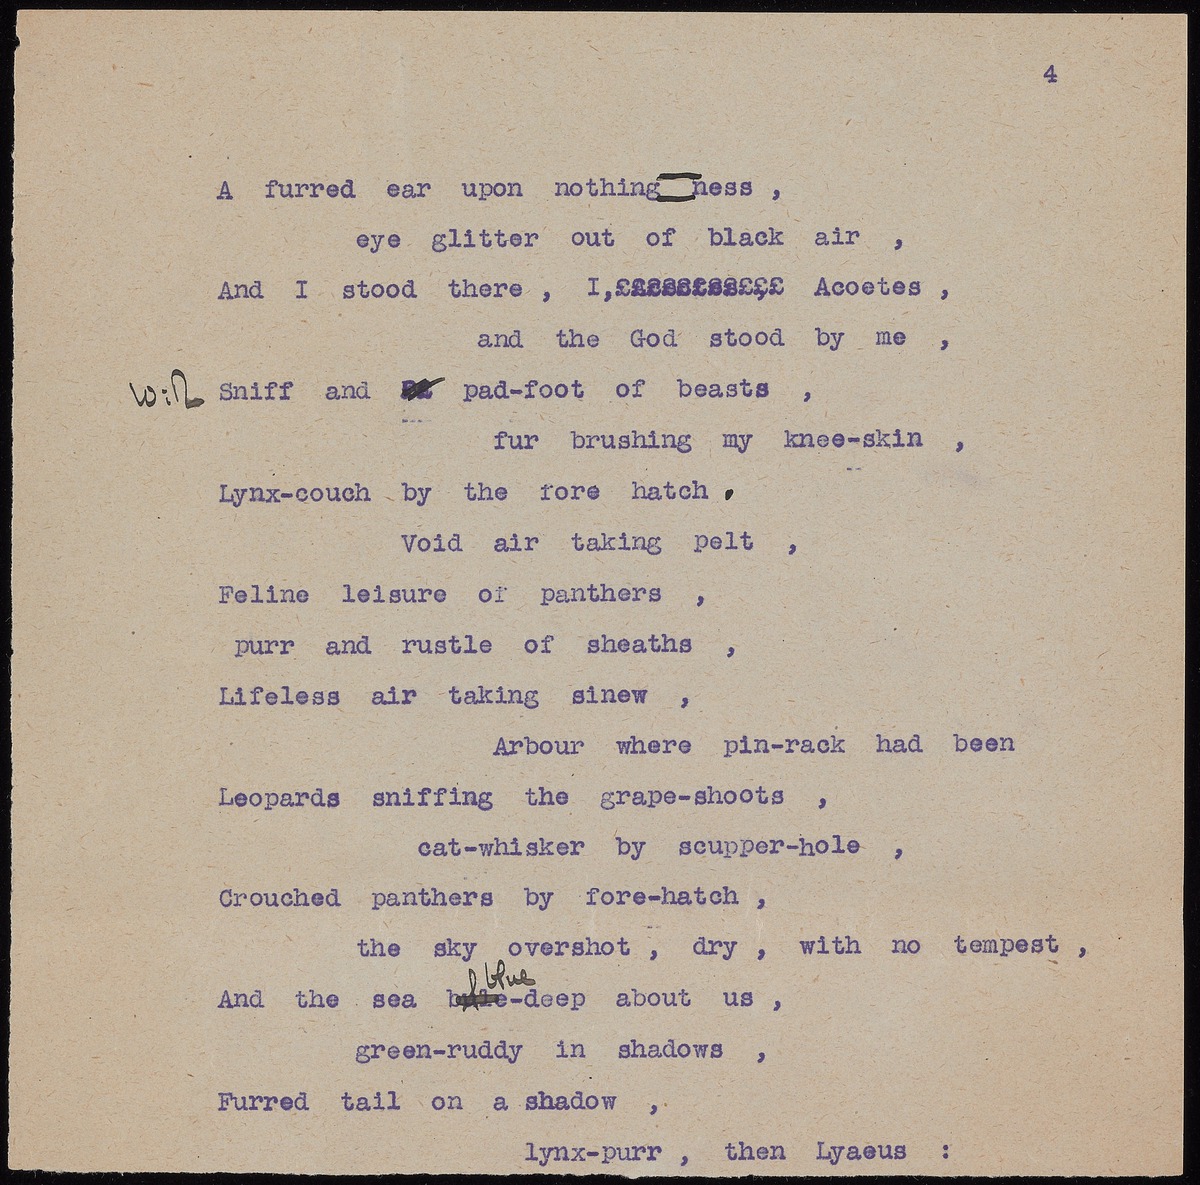 4
A furred ear upon nothing ness ,
eye glitter out of black air ,
And I stood there , I, Acoetes ,
and the God stood by me ,
With Sniff and pad-foot of beasts ,
fur brushing my knee-skin ,
Lynx-couch by the fore hatch .
Void air taking pelt ,
Feline leisure of panthers ,
purr and rustle of sheaths ,
Lifeless air taking sinew ,
Arbour where pin-rack had been
Leopards sniffing the grape-shoots ,
cat-whisker by scupper-hole ,
Crouched panthers by fore-hatch ,
the sky overshot , dry , with no tempest ,
blue
And the sea -deep about us ,
green-ruddy in shadows ,
Furred tail on a shadow ,
lynx-purr , then Lyaeus :